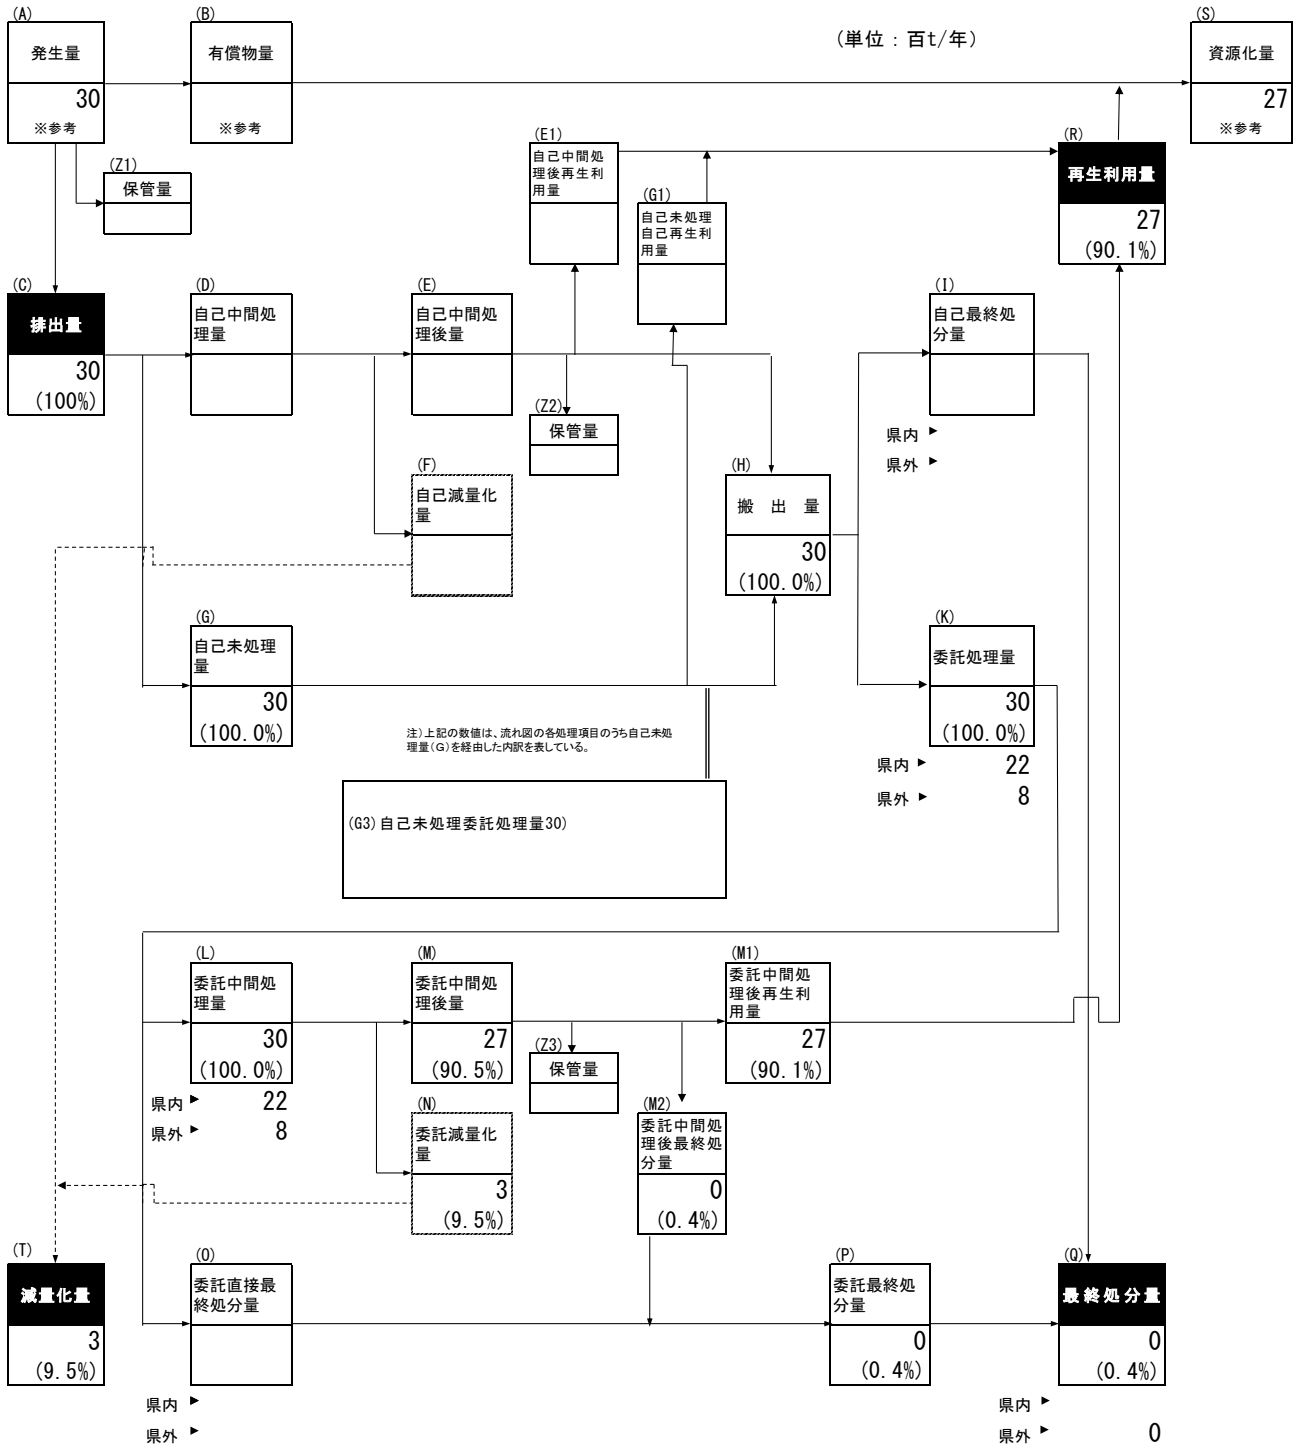 (A)
発生量
30
※参考
(B)
有償物量
※参考
(単位：百t/年)
(S)
資源化量
27
※参考
(Z1)
保管量
(E1)
自己中間処
理後再生利
用量
(G1)
自己未処理
自己再生利
用量
(R)
再生利用量
27
(90.1%)
(C)
排出量
30
(100%)
(D)
自己中間処
理量
(E)
自己中間処
理後量
(Z2)
保管量
(I)
自己最終処
分量
県内
県外
(F)
自己減量化
量
(H)
搬 出 量
30
(100.0%)
(G)
自己未処理
量
30
(100.0%)
(K)
委託処理量
30
(100.0%)
県内 22
県外 8
注)上記の数値は、流れ図の各処理項目のうち自己未処
理量(G)を経由した内訳を表している。
(G3)自己未処理委託処理量30)
(L)
委託中間処
理量
30
(100.0%)
県内 22
県外 8
(M)
委託中間処
理後量
27
(90.5%)
(Z3)
保管量
(M1)
委託中間処
理後再生利
用量
27
(90.1%)
(N)
委託減量化
量
3
(9.5%)
(M2)
委託中間処
理後最終処
分量
0
(0.4%)
(T)
減量化量
3
(9.5%)
(O)
委託直接最
終処分量
県内
県外
(P)
委託最終処
分量
0
(0.4%)
(Q)
最終処分量
0
(0.4%)
県内
県外 0